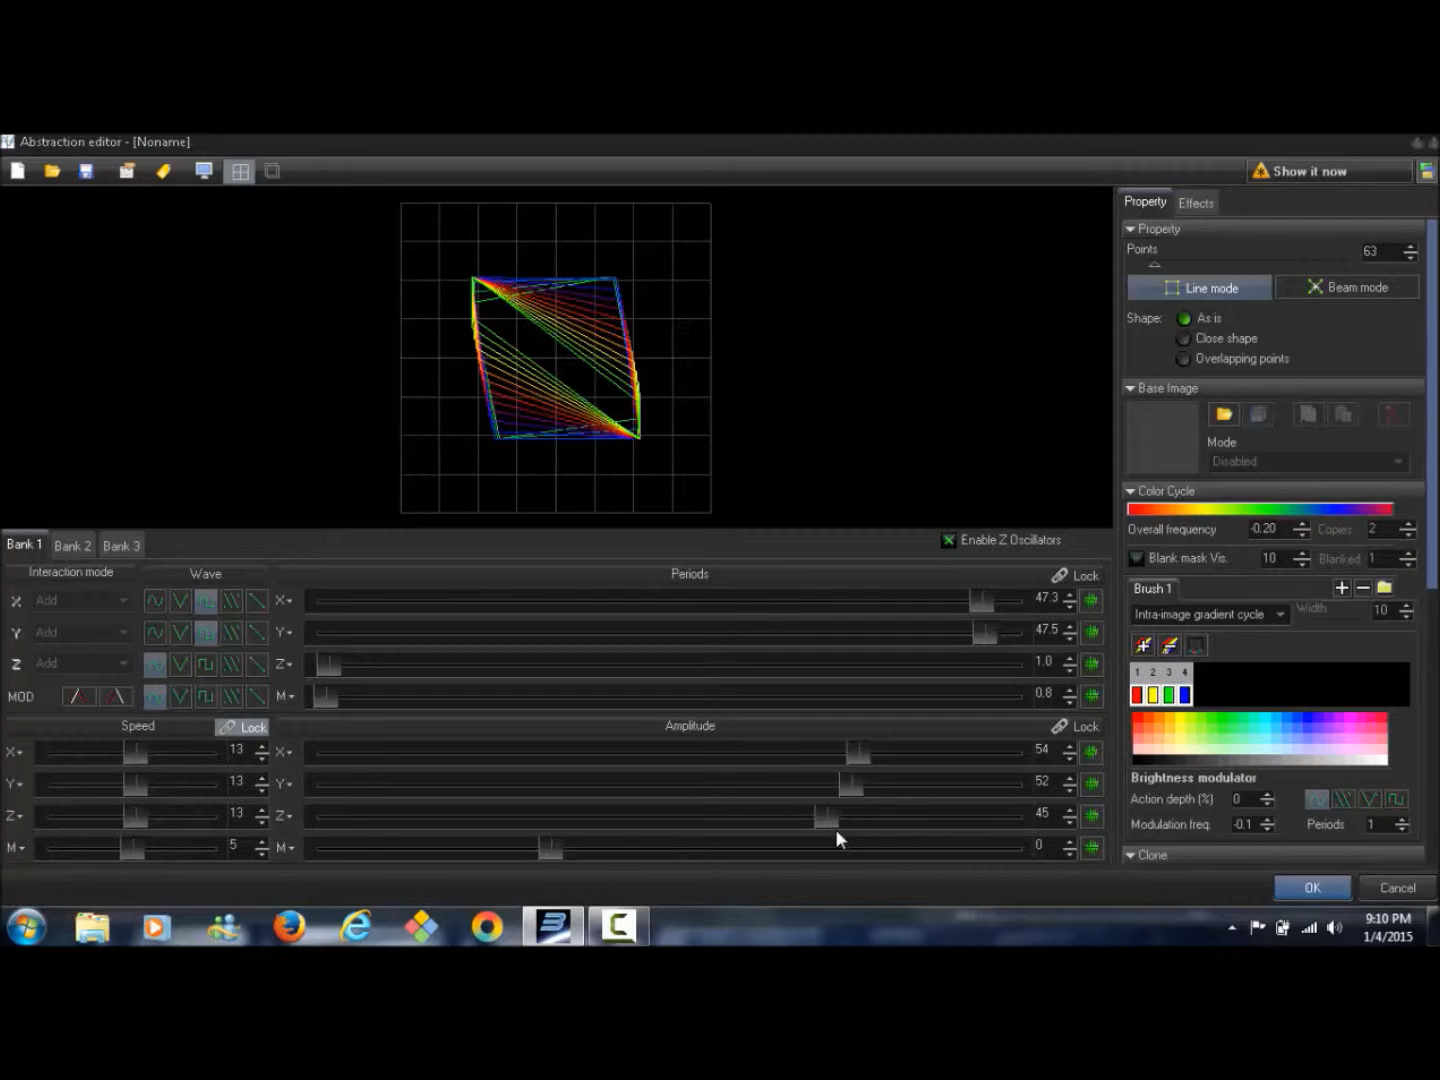 Abstraction editor - [Noname]
Show it now
Property Effects
Property
Points 63
Line mode Beam mode
Shape: As is
Close shape
Overlapping points
Base Image
Mode
Disabled
Color Cycle
Overall frequency -0.20 Copies 2
Blank mask Vis. 10 Blanked 1
Brush 1
Intra-image gradient cycle Width 10
1 2 3 4
Brightness modulator
Action depth (%) 0
Modulation freq. -0.1 Periods 1
Clone
OK Cancel
Bank 1 Bank 2 Bank 3 Enable Z Oscillators
Interaction mode Wave Periods Lock
X Add X 47.3
Y Add Y 47.5
Z Add Z 1.0
MOD M 0.8
Speed Lock Amplitude Lock
X 13 X 54
Y 13 Y 52
Z 13 Z 45
M 5 M 0
9:10 PM
1/4/2015